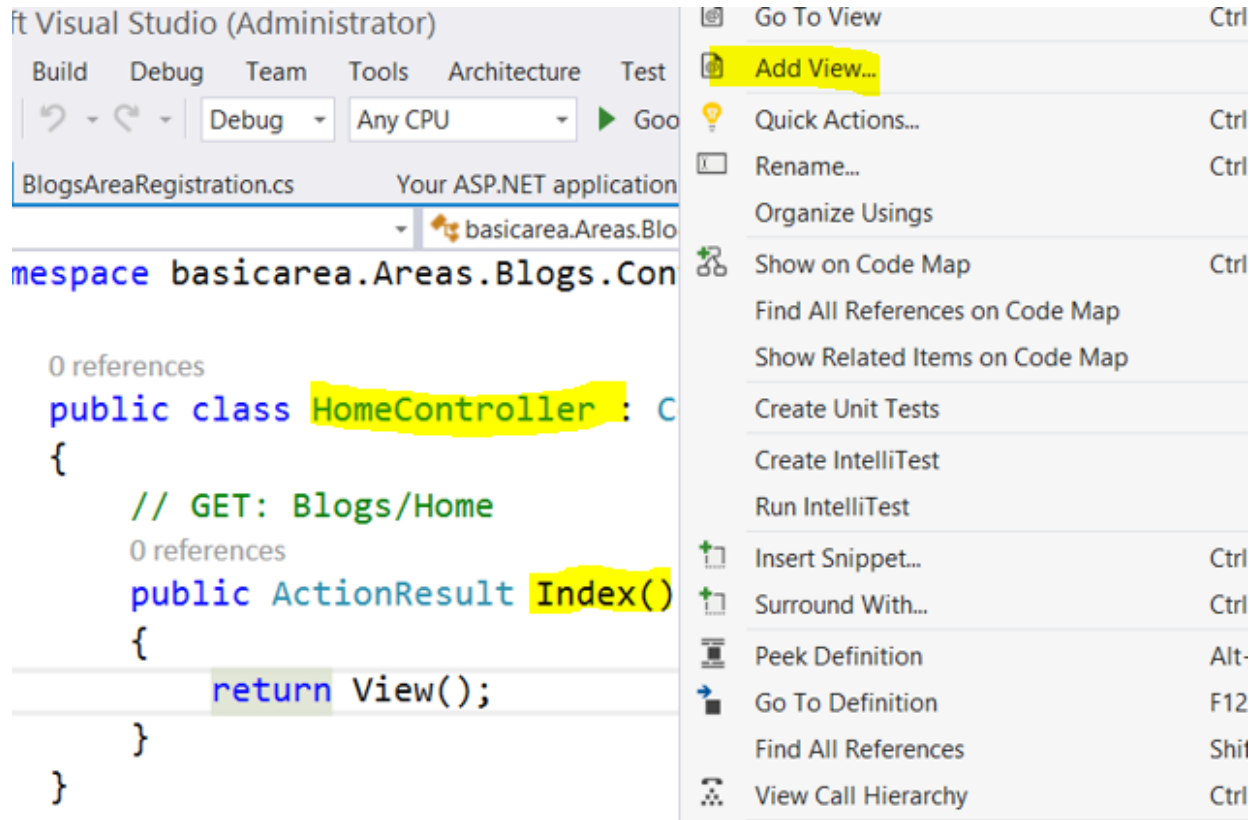 ft Visual Studio (Administrator)
Build Debug Team Tools Architecture Test
Debug Any CPU Goo
BlogsAreaRegistration.cs Your ASP.NET application
basicarea.Areas.Blo
mespace basicarea.Areas.Blogs.Con
0 references
public class HomeController : C
{
// GET: Blogs/Home
0 references
public ActionResult Index()
{
return View();
}
}
Go To View Ctrl
Add View...
Quick Actions... Ctrl
Rename... Ctrl
Organize Usings
Show on Code Map Ctrl
Find All References on Code Map
Show Related Items on Code Map
Create Unit Tests
Create IntelliTest
Run IntelliTest
Insert Snippet... Ctrl
Surround With... Ctrl
Peek Definition Alt-
Go To Definition F12
Find All References Shif
View Call Hierarchy Ctrl